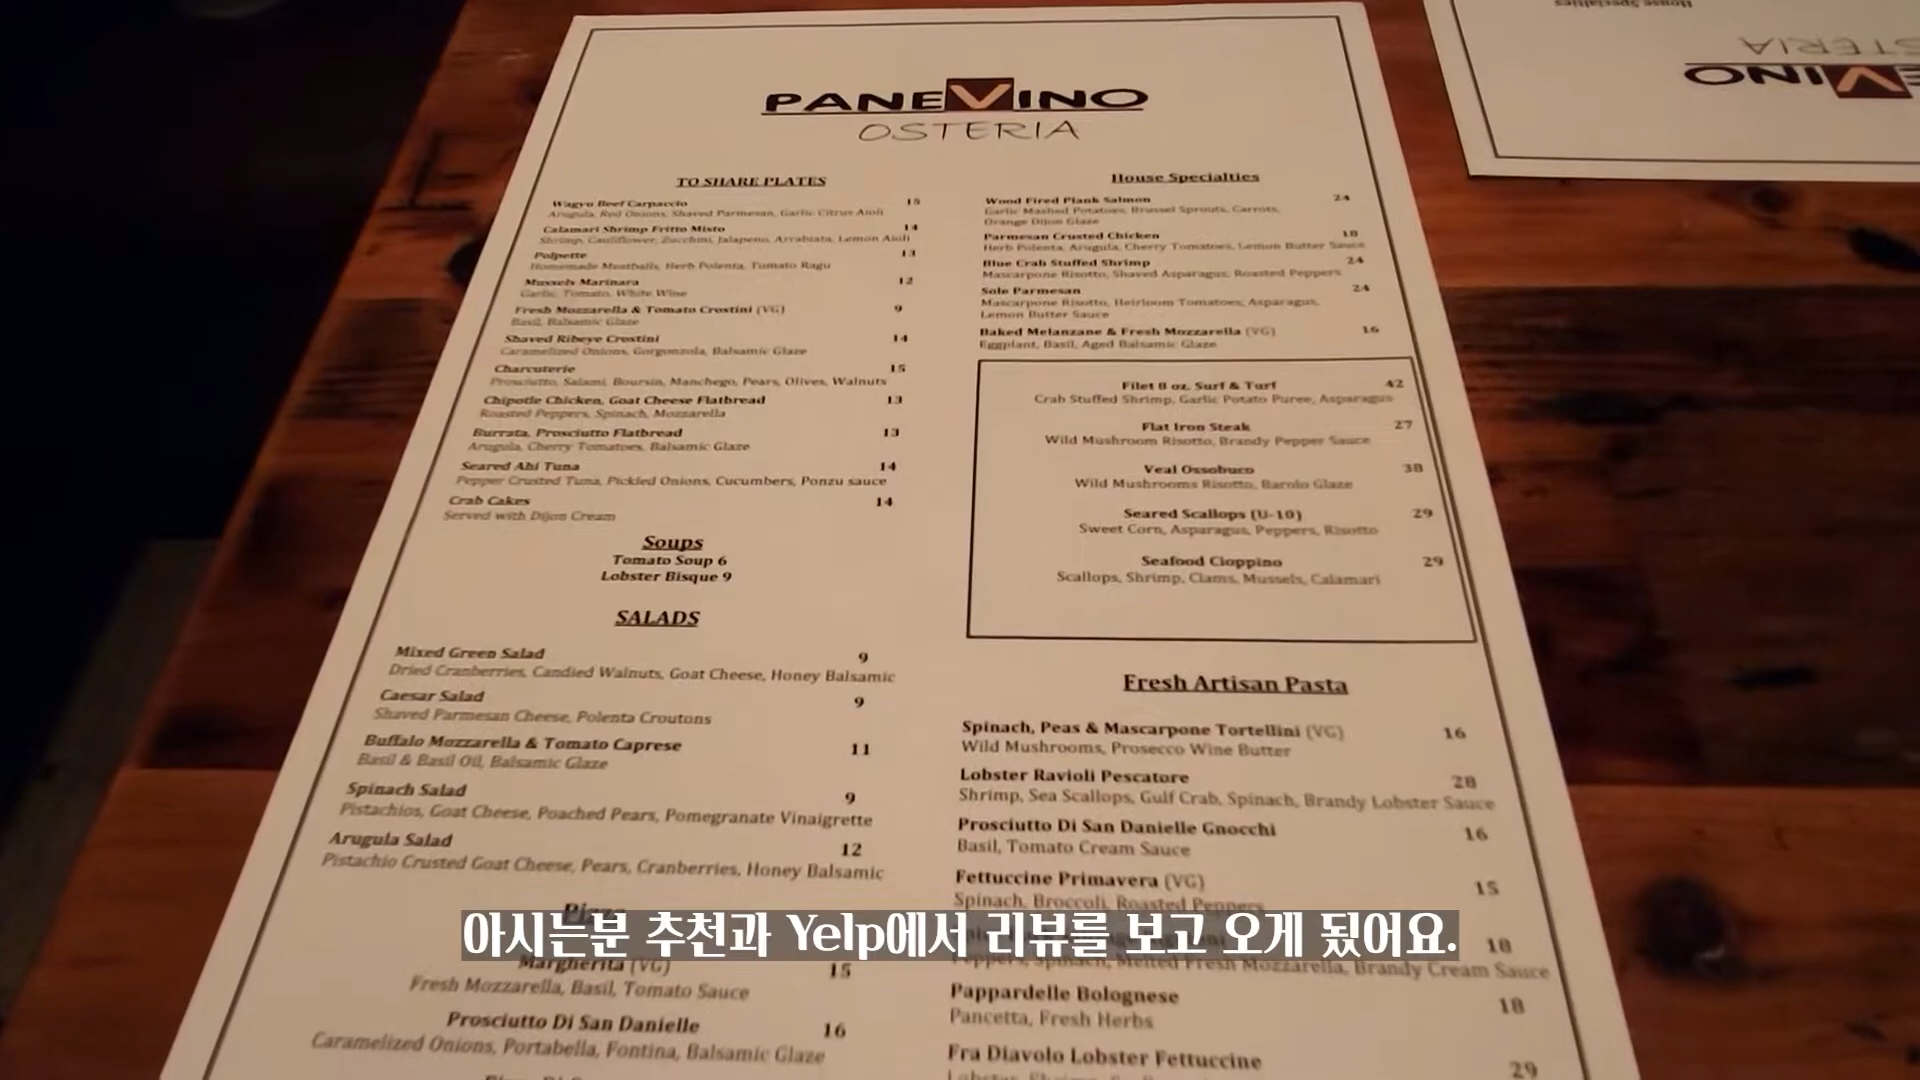 PANEVINO
OSTERIA
TO SHARE PLATES
Wagyu Beef Carpaccio 15
Arugula, Red Onions, Shaved Parmesan, Garlic Citrus Aioli
Calamari Shrimp Fritto Misto 14
Shrimp, Cauliflower, Zucchini, Jalapeno, Arrabiata, Lemon Aioli
Polpette 13
Homemade Meatballs, Herb Polenta, Tomato Ragu
Mussels Marinara 12
Garlic, Tomato, White Wine
Fresh Mozzarella & Tomato Crostini (VG) 9
Basil, Balsamic Glaze
Shaved Ribeye Crostini 14
Caramelized Onions, Gorgonzola, Balsamic Glaze
Charcuterie 15
Prosciutto, Salami, Boursin, Manchego, Pears, Olives, Walnuts
Chipotle Chicken, Goat Cheese Flatbread 13
Roasted Peppers, Spinach, Mozzarella
Burrata, Prosciutto Flatbread 13
Arugula, Cherry Tomatoes, Balsamic Glaze
Seared Ahi Tuna 14
Pepper Crusted Tuna, Pickled Onions, Cucumbers, Ponzu sauce
Crab Cakes 14
Served with Dijon Cream
Soups
Tomato Soup 6
Lobster Bisque 9
SALADS
Mixed Green Salad 9
Dried Cranberries, Candied Walnuts, Goat Cheese, Honey Balsamic
Caesar Salad 9
Shaved Parmesan Cheese, Polenta Croutons
Buffalo Mozzarella & Tomato Caprese 11
Basil & Basil Oil, Balsamic Glaze
Spinach Salad 9
Pistachios, Goat Cheese, Poached Pears, Pomegranate Vinaigrette
Arugula Salad 12
Pistachio Crusted Goat Cheese, Pears, Cranberries, Honey Balsamic
Margherita (VG) 15
Fresh Mozzarella, Basil, Tomato Sauce
Prosciutto Di San Danielle 16
Caramelized Onions, Portabella, Fontina, Balsamic Glaze
House Specialties
Wood Fired Plank Salmon 24
Garlic Mashed Potatoes, Brussel Sprouts, Carrots,
Orange Dijon Glaze
Parmesan Crusted Chicken 18
Herb Polenta, Arugula, Cherry Tomatoes, Lemon Butter Sauce
Blue Crab Stuffed Shrimp 24
Mascarpone Risotto, Shaved Asparagus, Roasted Peppers
Sole Parmesan 24
Mascarpone Risotto, Heirloom Tomatoes, Asparagus,
Lemon Butter Sauce
Baked Melanzane & Fresh Mozzarella (VG) 16
Eggplant, Basil, Aged Balsamic Glaze
Filet 8 oz. Surf & Turf 42
Crab Stuffed Shrimp, Garlic Potato Puree, Asparagus
Flat Iron Steak 27
Wild Mushroom Risotto, Brandy Pepper Sauce
Veal Ossobuco 38
Wild Mushrooms Risotto, Barolo Glaze
Seared Scallops (U-10) 29
Sweet Corn, Asparagus, Peppers, Risotto
Seafood Cioppino 29
Scallops, Shrimp, Clams, Mussels, Calamari
Fresh Artisan Pasta
Spinach, Peas & Mascarpone Tortellini (VG) 16
Wild Mushrooms, Prosecco Wine Butter
Lobster Ravioli Pescatore 28
Shrimp, Sea Scallops, Gulf Crab, Spinach, Brandy Lobster Sauce
Prosciutto Di San Danielle Gnocchi 16
Basil, Tomato Cream Sauce
Fettuccine Primavera (VG) 15
Spinach, Broccoli, Roasted Peppers
18
Peppers, Spinach, Melted Fresh Mozzarella, Brandy Cream Sauce
Pappardelle Bolognese 18
Pancetta, Fresh Herbs
Fra Diavolo Lobster Fettuccine 29
House Specialties
OSTERIA
VINO
아시는분 추천과 Yelp에서 리뷰를 보고 오게 됐어요.